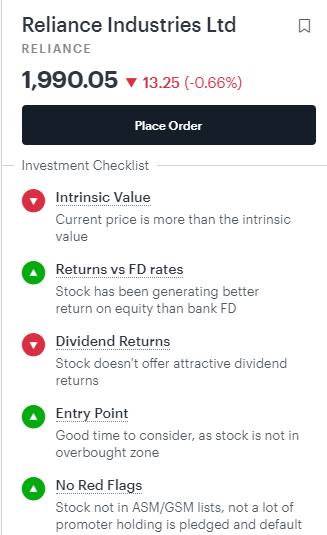 Reliance Industries Ltd
RELIANCE
1,990.05 ▼ 13.25 (-0.66%)
Place Order
Investment Checklist
Intrinsic Value
Current price is more than the intrinsic
value
Returns vs FD rates
Stock has been generating better
return on equity than bank FD
Dividend Returns
Stock doesn't offer attractive dividend
returns
Entry Point
Good time to consider, as stock is not in
overbought zone
No Red Flags
Stock not in ASM/GSM lists, not a lot of
promoter holding is pledged and default